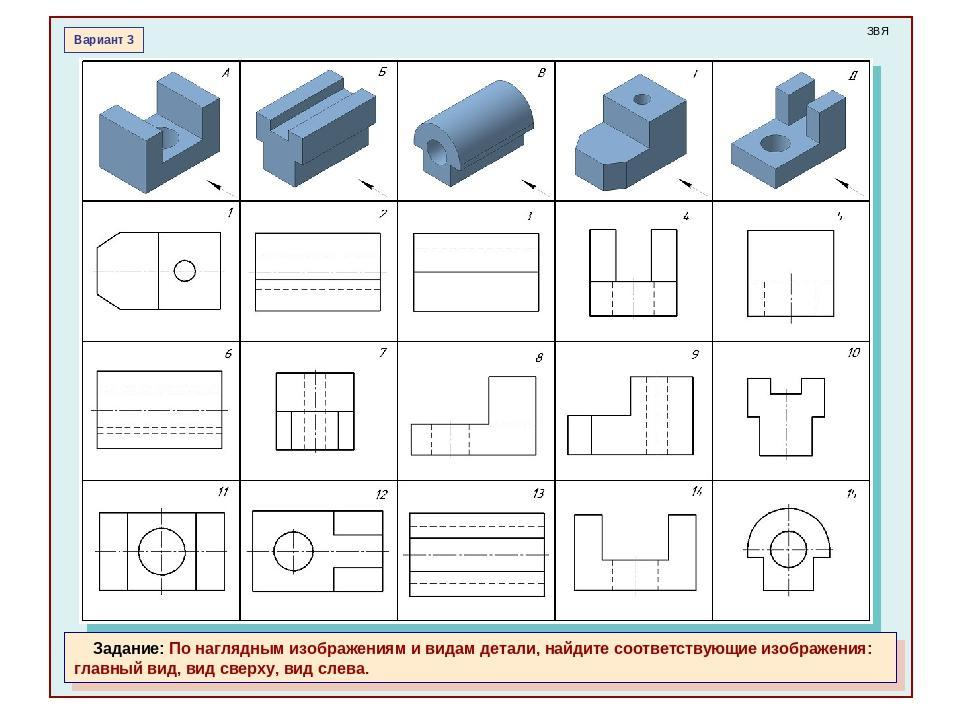 ЗВЯ
Вариант 3
А
Б
В
Г
Д
1
2
3
4
5
6
7
8
9
10
11
12
13
14
15
Задание: По наглядным изображениям и видам детали, найдите соответствующие изображения:
главный вид, вид сверху, вид слева.